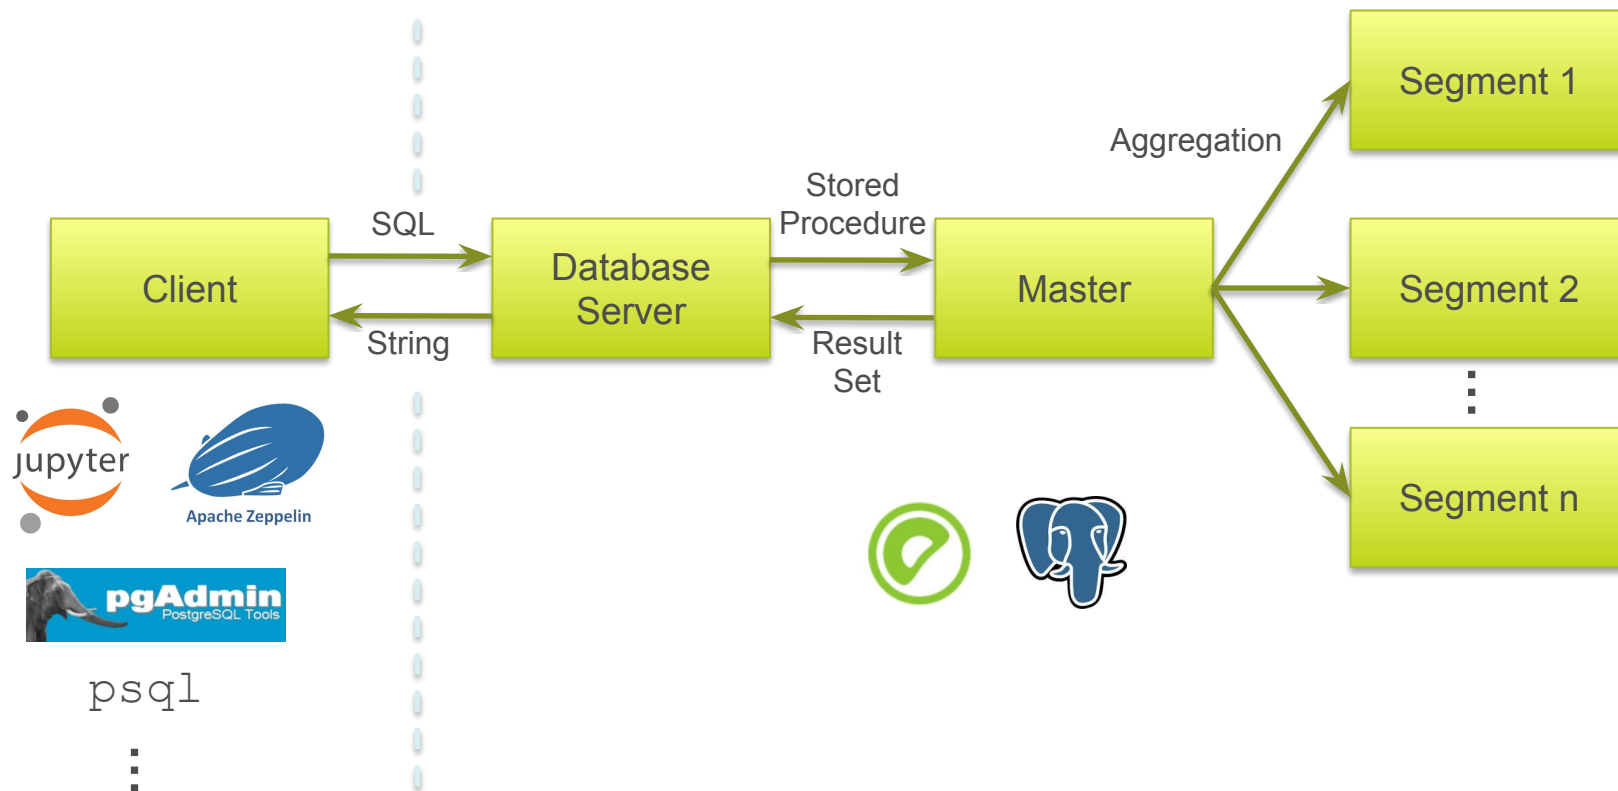 Client
SQL
String
Database
Server
Stored
Procedure
Result
Set
Master
Aggregation
Segment 1
Segment 2
Segment n
jupyter
Apache Zeppelin
pgAdmin
PostgreSQL Tools
psql